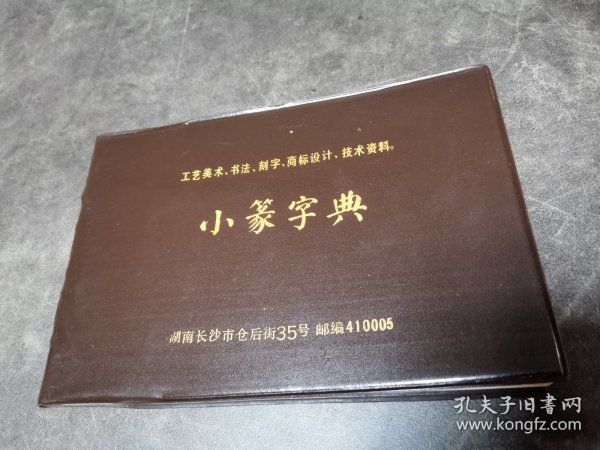 工艺美术、书法、刻字、商标设计、技术资料。
小篆字典
湖南长沙市仓后街35号 邮编410005
孔夫子旧書网
www.kongfz.com